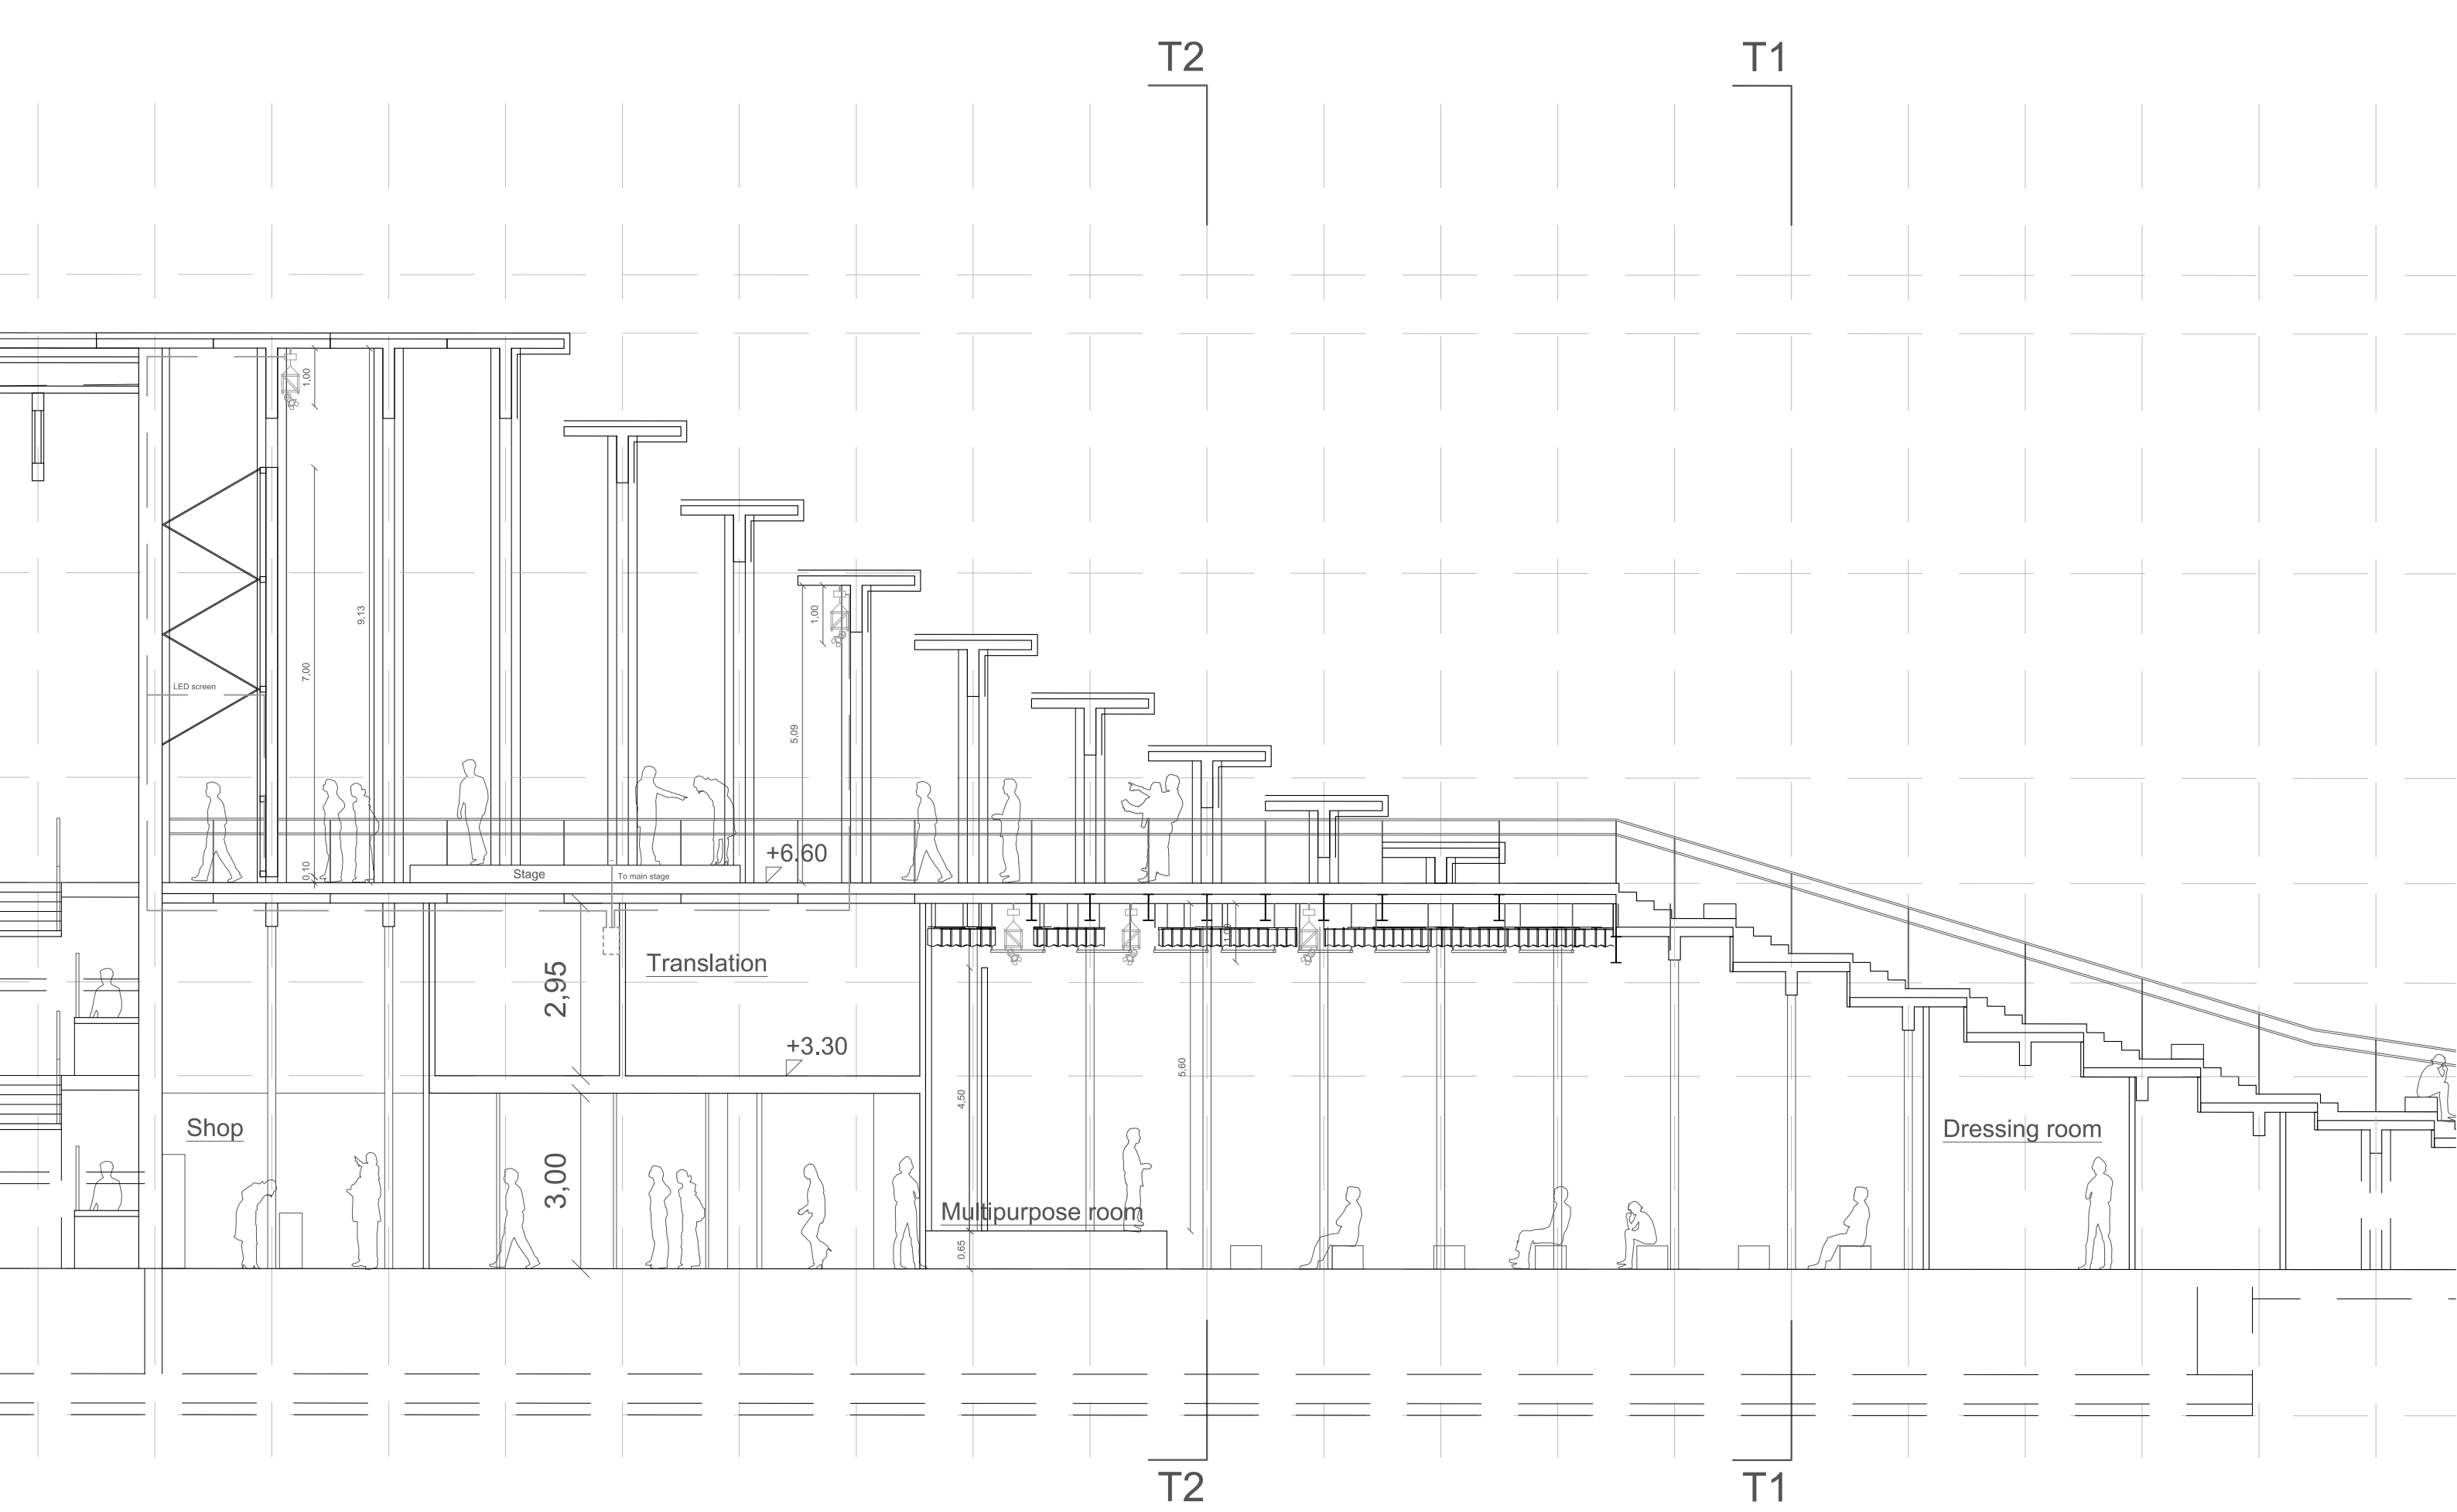 T2
T1
1,00
9,13
1,00
7,00
LED screen
5,09
+6.60
0,10
Stage
To main stage
1,00
Translation
2,95
+3.30
5,60
4,50
Shop
Dressing room
3,00
Multipurpose room
0,65
T2
T1